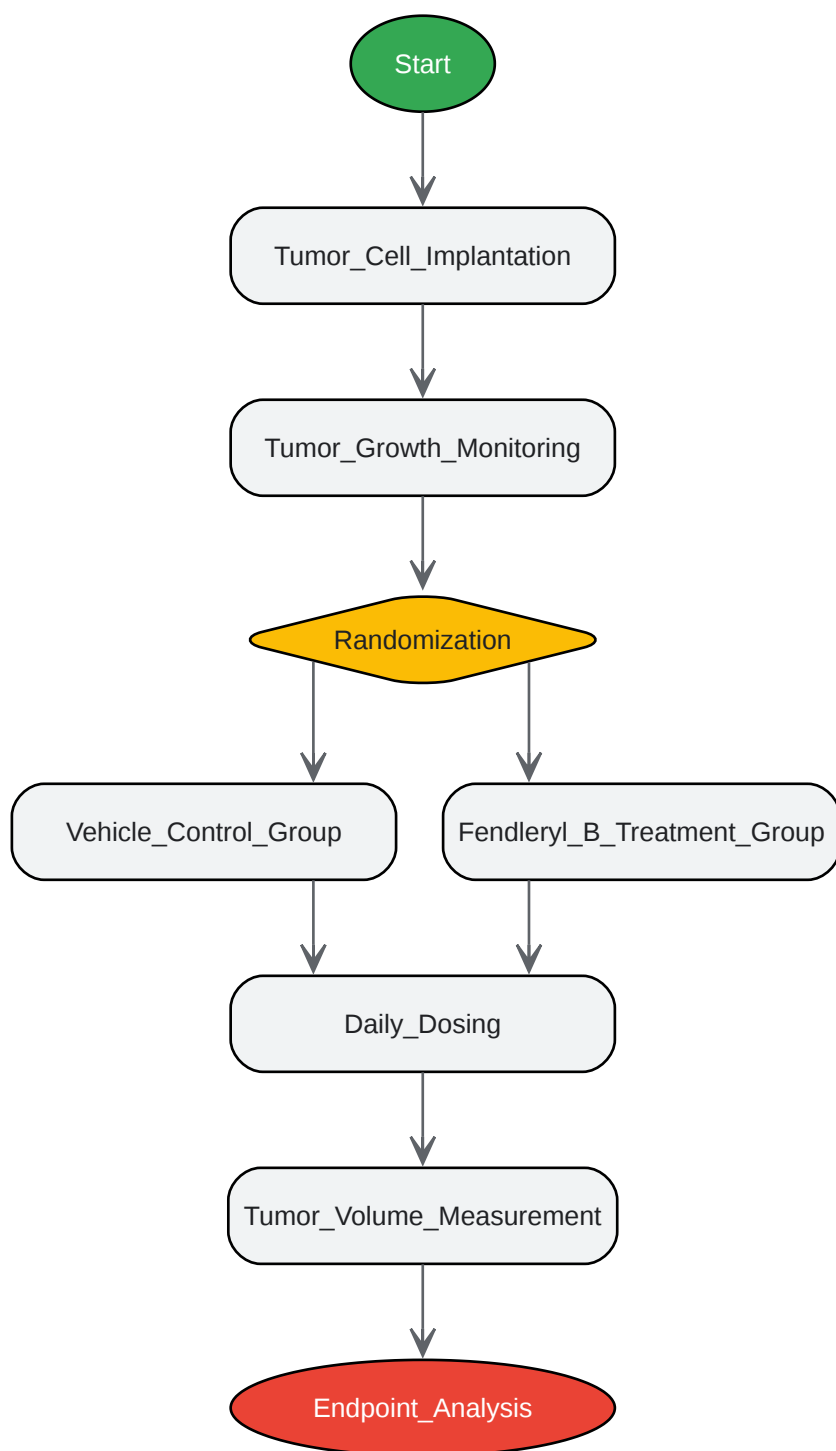 Start
Tumor_Cell_Implantation
Tumor_Growth_Monitoring
Randomization
Vehicle_Control_Group
Fendleryl_B_Treatment_Group
Daily_Dosing
Tumor_Volume_Measurement
Endpoint_Analysis